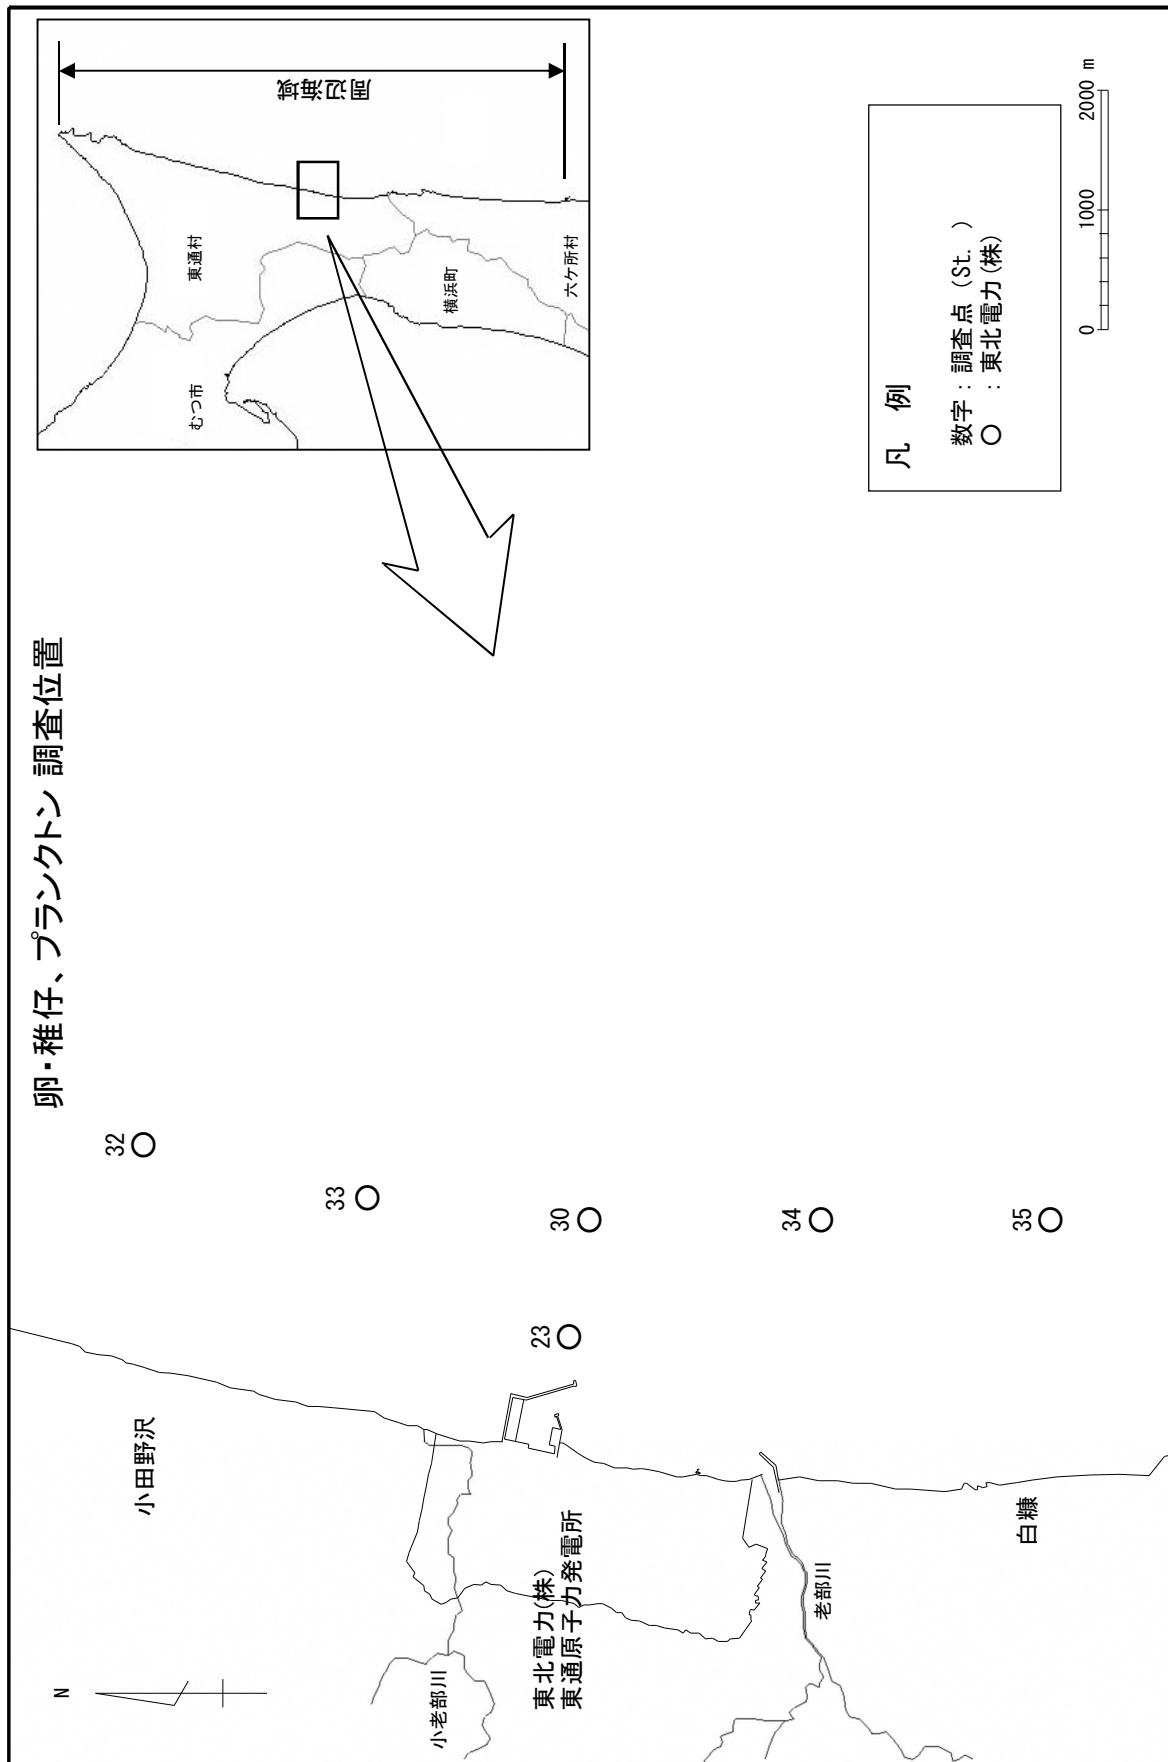 卵・稚仔、プランクトン 調査位置
周辺海域
東通村
むつ市
横浜町
六ケ所村
N
小田野沢
小老部川
東北電力(株)
東通原子力発電所
老部川
白糠
32
33
30
23
34
35
凡 例
数字 : 調査点 (St. )
○ : 東北電力(株)
0 1000 2000 m